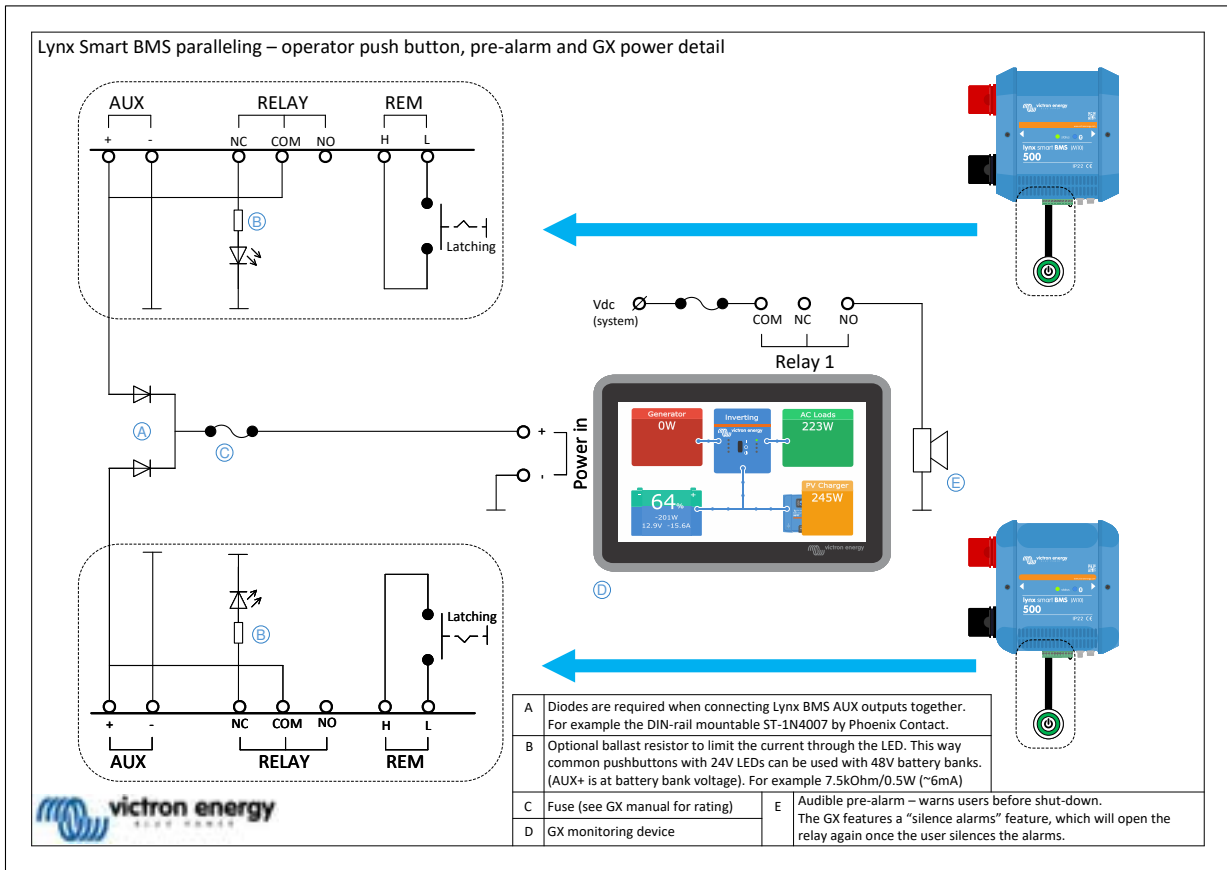 Lynx Smart BMS paralleling – operator push button, pre-alarm and GX power detail
AUX
RELAY
REM
+
-
NC
COM
NO
H
L
B
Latching
victron energy
lynx smart BMS
500
IP22
Vdc
(system)
COM
NC
NO
Relay 1
A
C
+
-
Power in
Generator
0W
Inverting
victron energy
AC Loads
223W
64%
-201W
12.9V -15.6A
PV Charger
245W
victron energy
D
E
B
Latching
+
-
NC
COM
NO
H
L
AUX
RELAY
REM
victron energy
lynx smart BMS
500
IP22
A
Diodes are required when connecting Lynx BMS AUX outputs together.
For example the DIN-rail mountable ST-1N4007 by Phoenix Contact.
B
Optional ballast resistor to limit the current through the LED. This way
common pushbuttons with 24V LEDs can be used with 48V battery banks.
(AUX+ is at battery bank voltage). For example 7.5kOhm/0.5W (~6mA)
C
Fuse (see GX manual for rating)
D
GX monitoring device
E
Audible pre-alarm – warns users before shut-down.
The GX features a “silence alarms” feature, which will open the
relay again once the user silences the alarms.
victron energy
BLUE POWER